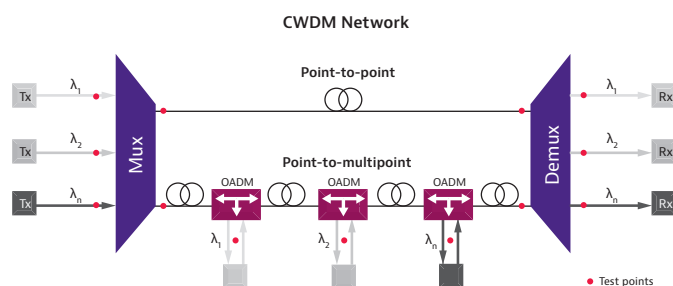 CWDM Network
Point-to-point
Tx
λ1
Tx
λ2
Tx
λn
Mux
Point-to-multipoint
OADM
OADM
OADM
λ1
λ2
λn
Demux
λ1
Rx
λ2
Rx
λn
Rx
Test points